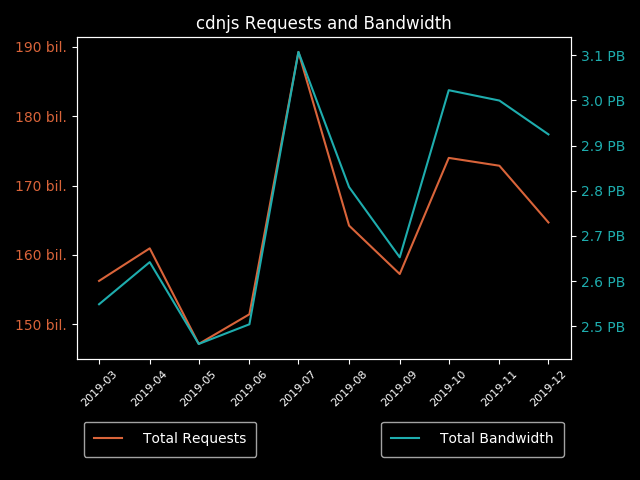 cdnjs Requests and Bandwidth
190 bil.
180 bil.
170 bil.
160 bil.
150 bil.
3.1 PB
3.0 PB
2.9 PB
2.8 PB
2.7 PB
2.6 PB
2.5 PB
2019-03
2019-04
2019-05
2019-06
2019-07
2019-08
2019-09
2019-10
2019-11
2019-12
Total Requests
Total Bandwidth